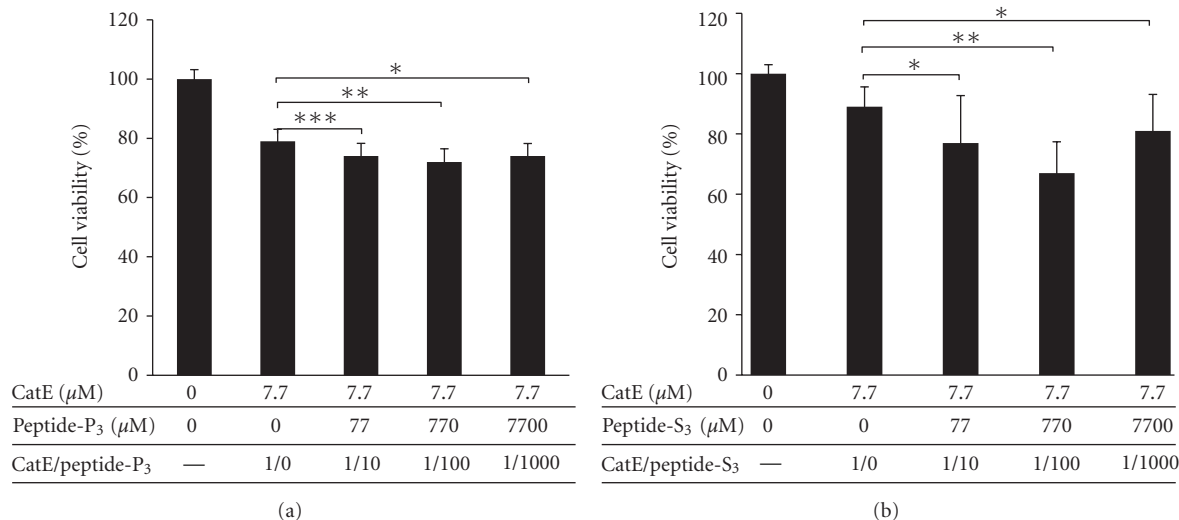 120
100
80
60
40
20
0
Cell viability (%)
*
**
***
CatE (μM) 0 7.7 7.7 7.7 7.7
Peptide-P3 (μM) 0 0 77 770 7700
CatE/peptide-P3 — 1/0 1/10 1/100 1/1000
(a)
120
100
80
60
40
20
0
Cell viability (%)
*
**
*
CatE (μM) 0 7.7 7.7 7.7 7.7
Peptide-S3 (μM) 0 0 77 770 7700
CatE/peptide-S3 — 1/0 1/10 1/100 1/1000
(b)